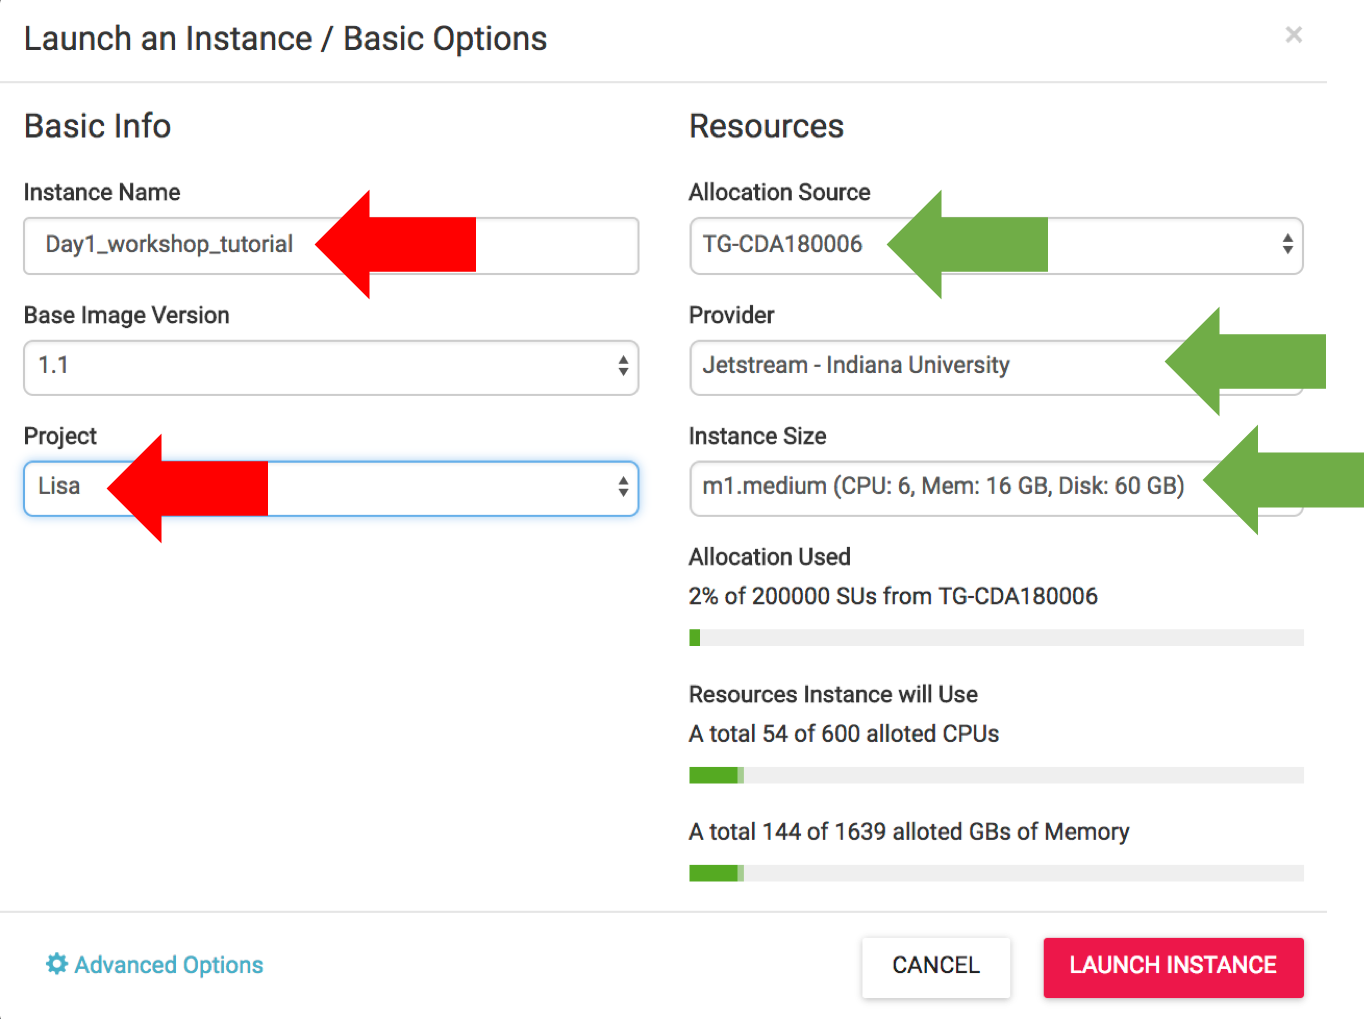 Launch an Instance / Basic Options
×
Basic Info
Instance Name
Day1_workshop_tutorial
Base Image Version
1.1
Project
Lisa
Resources
Allocation Source
TG-CDA180006
Provider
Jetstream - Indiana University
Instance Size
m1.medium (CPU: 6, Mem: 16 GB, Disk: 60 GB)
Allocation Used
2% of 200000 SUs from TG-CDA180006
Resources Instance will Use
A total 54 of 600 alloted CPUs
A total 144 of 1639 alloted GBs of Memory
Advanced Options
CANCEL
LAUNCH INSTANCE